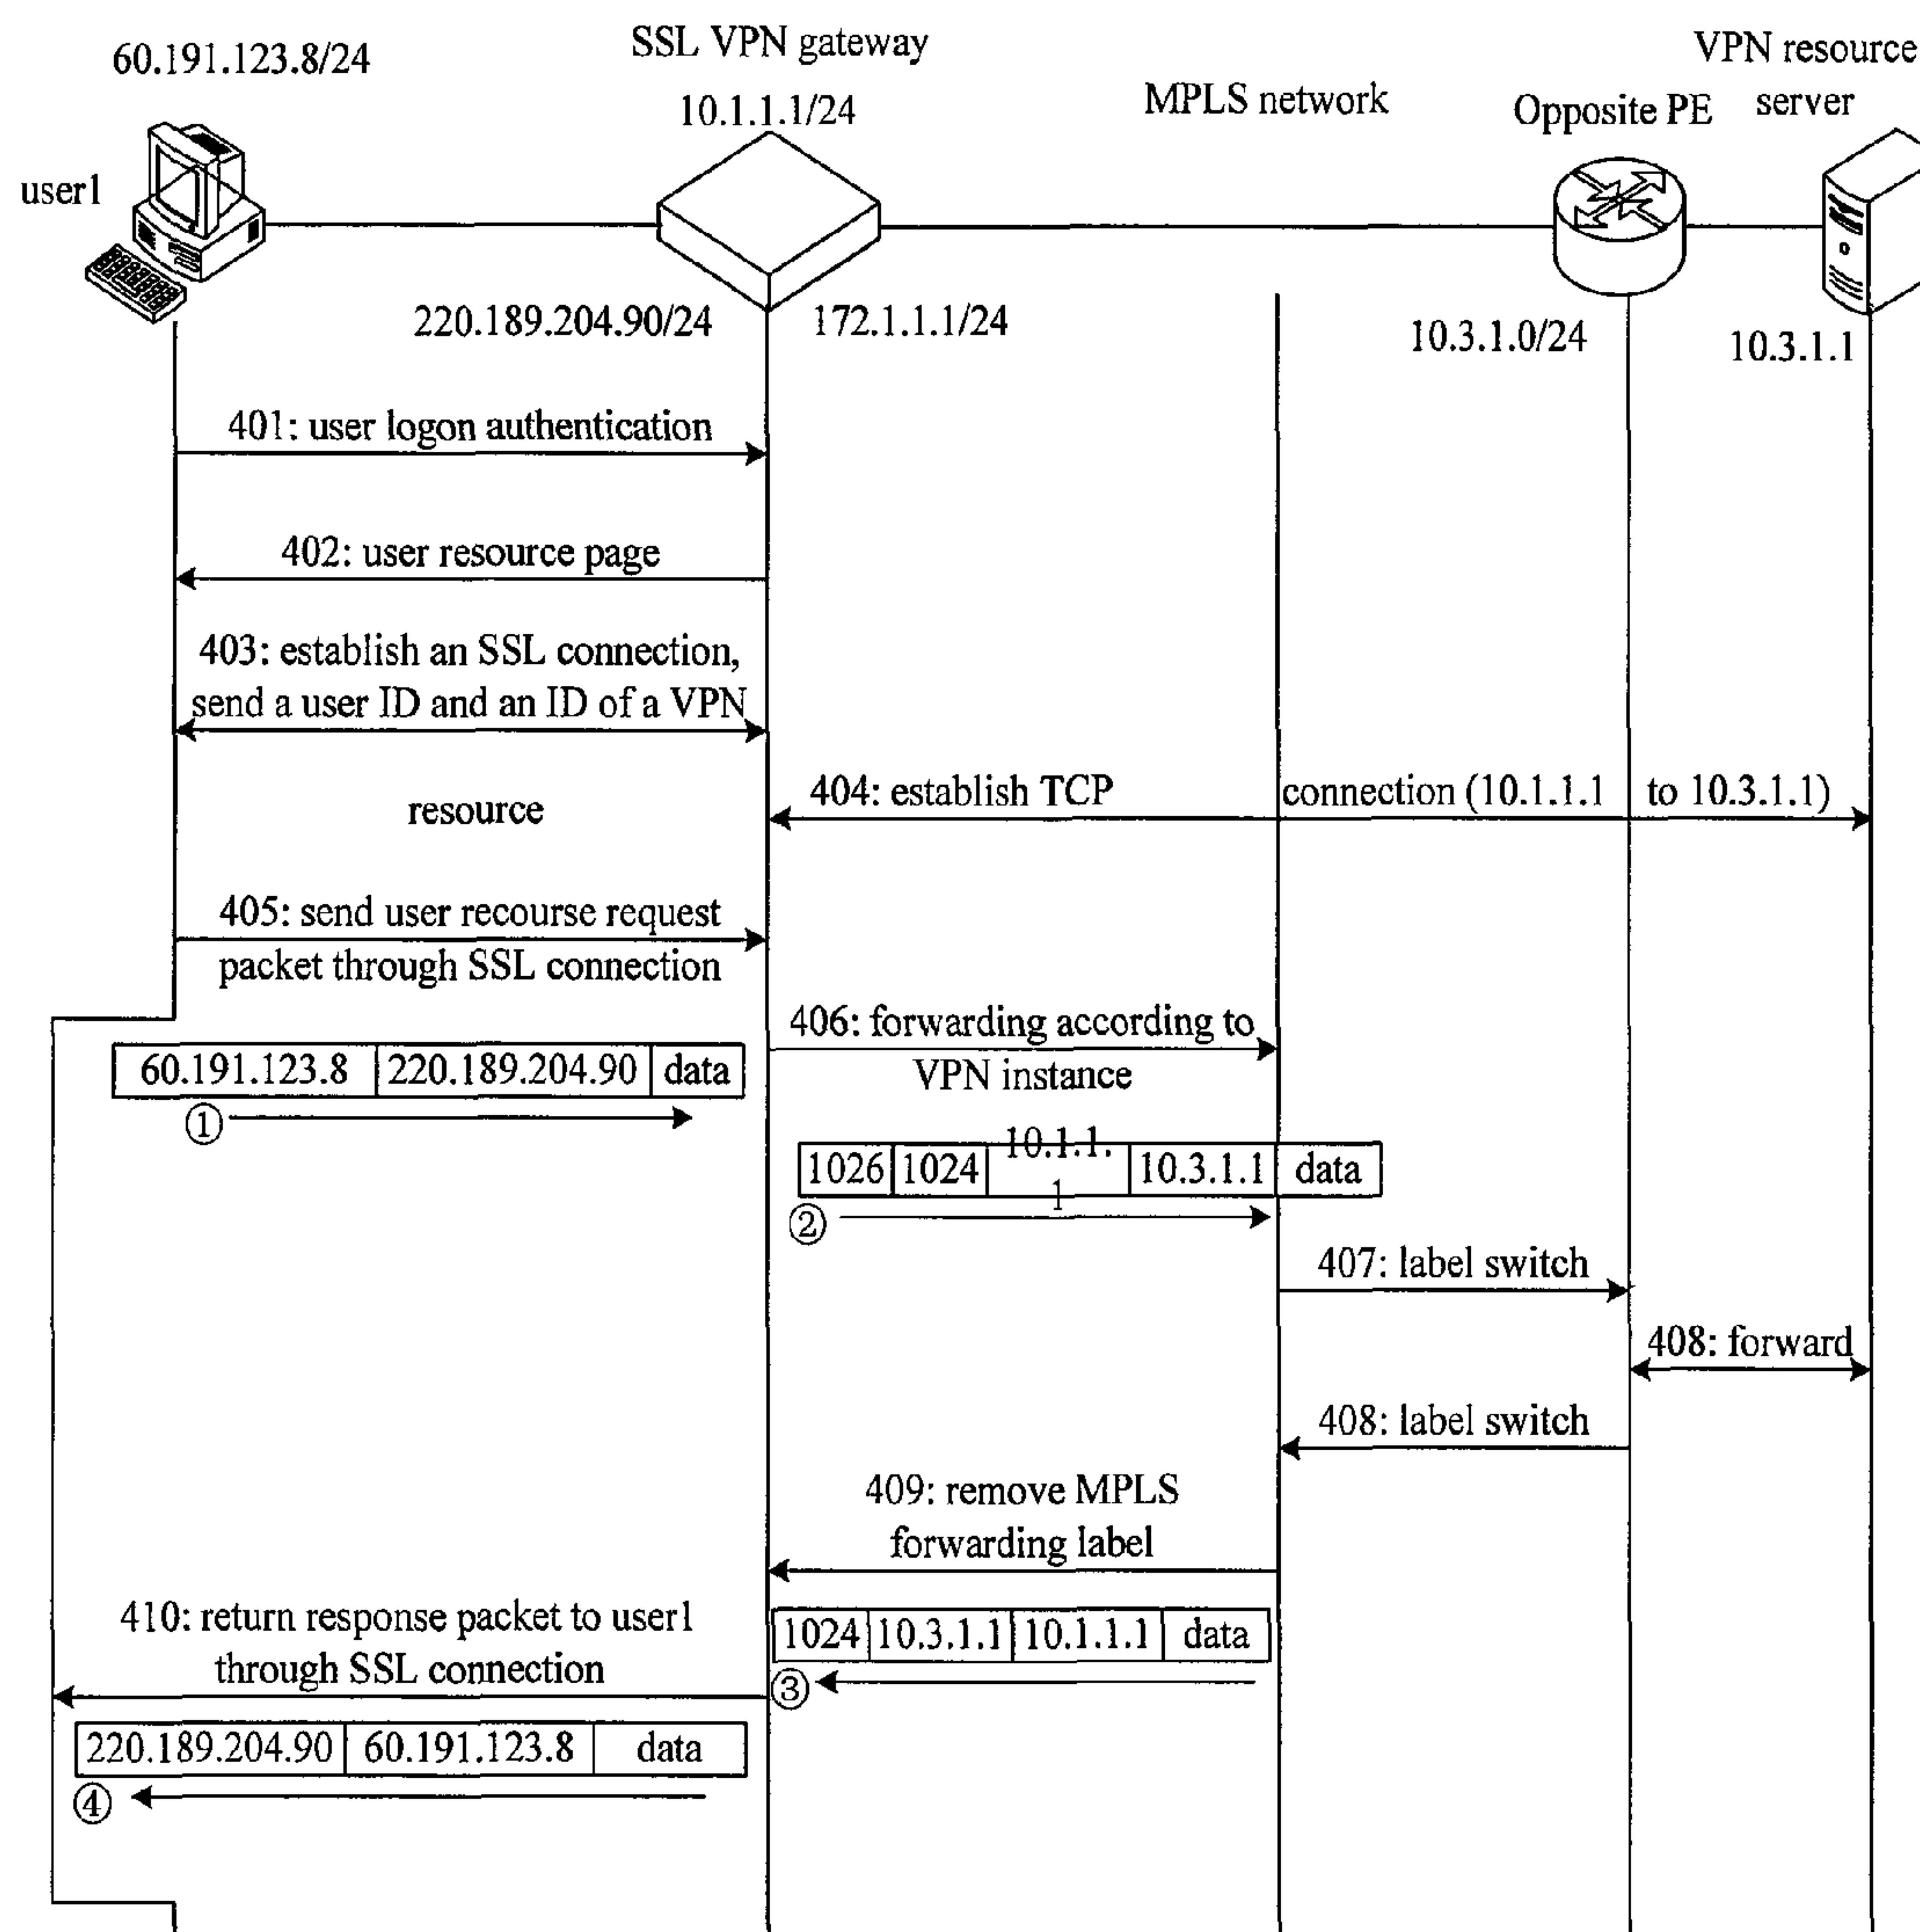 60.191.123.8/24
SSL VPN gateway
VPN resource
server
10.1.1.1/24
MPLS network
Opposite PE
user1
220.189.204.90/24
172.1.1.1/24
10.3.1.0/24
10.3.1.1
401: user logon authentication
402: user resource page
403: establish an SSL connection,
send a user ID and an ID of a VPN
resource
404: establish TCP connection (10.1.1.1 to 10.3.1.1)
405: send user recourse request
packet through SSL connection
406: forwarding according to
VPN instance
60.191.123.8 220.189.204.90 data
①
1026 1024 10.1.1.
1
10.3.1.1 data
②
407: label switch
408: forward
408: label switch
409: remove MPLS
forwarding label
1024 10.3.1.1 10.1.1.1 data
③
410: return response packet to user1
through SSL connection
220.189.204.90 60.191.123.8 data
④